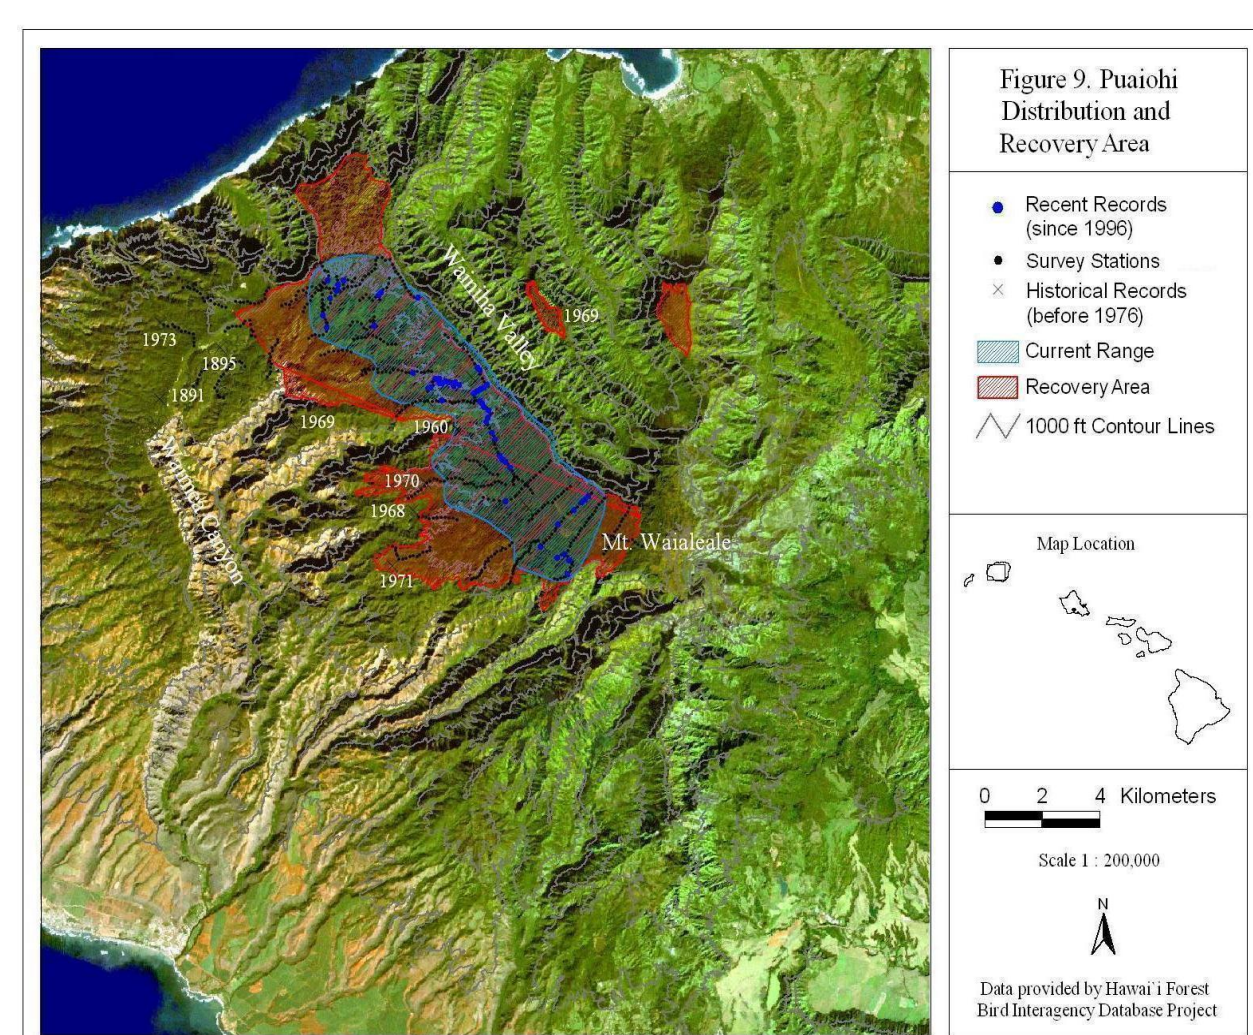 Figure 9. Puaiohi
Distribution and
Recovery Area
Recent Records
(since 1996)
Survey Stations
Historical Records
(before 1976)
Current Range
Recovery Area
1000 ft Contour Lines
Map Location
0 2 4 Kilometers
Scale 1 : 200,000
N
Data provided by Hawai`i Forest
Bird Interagency Database Project
Wainiha Valley
1969
1973
1895
1891
1969
1960
1970
1968
1971
Waimea Canyon
Mt. Waialeale